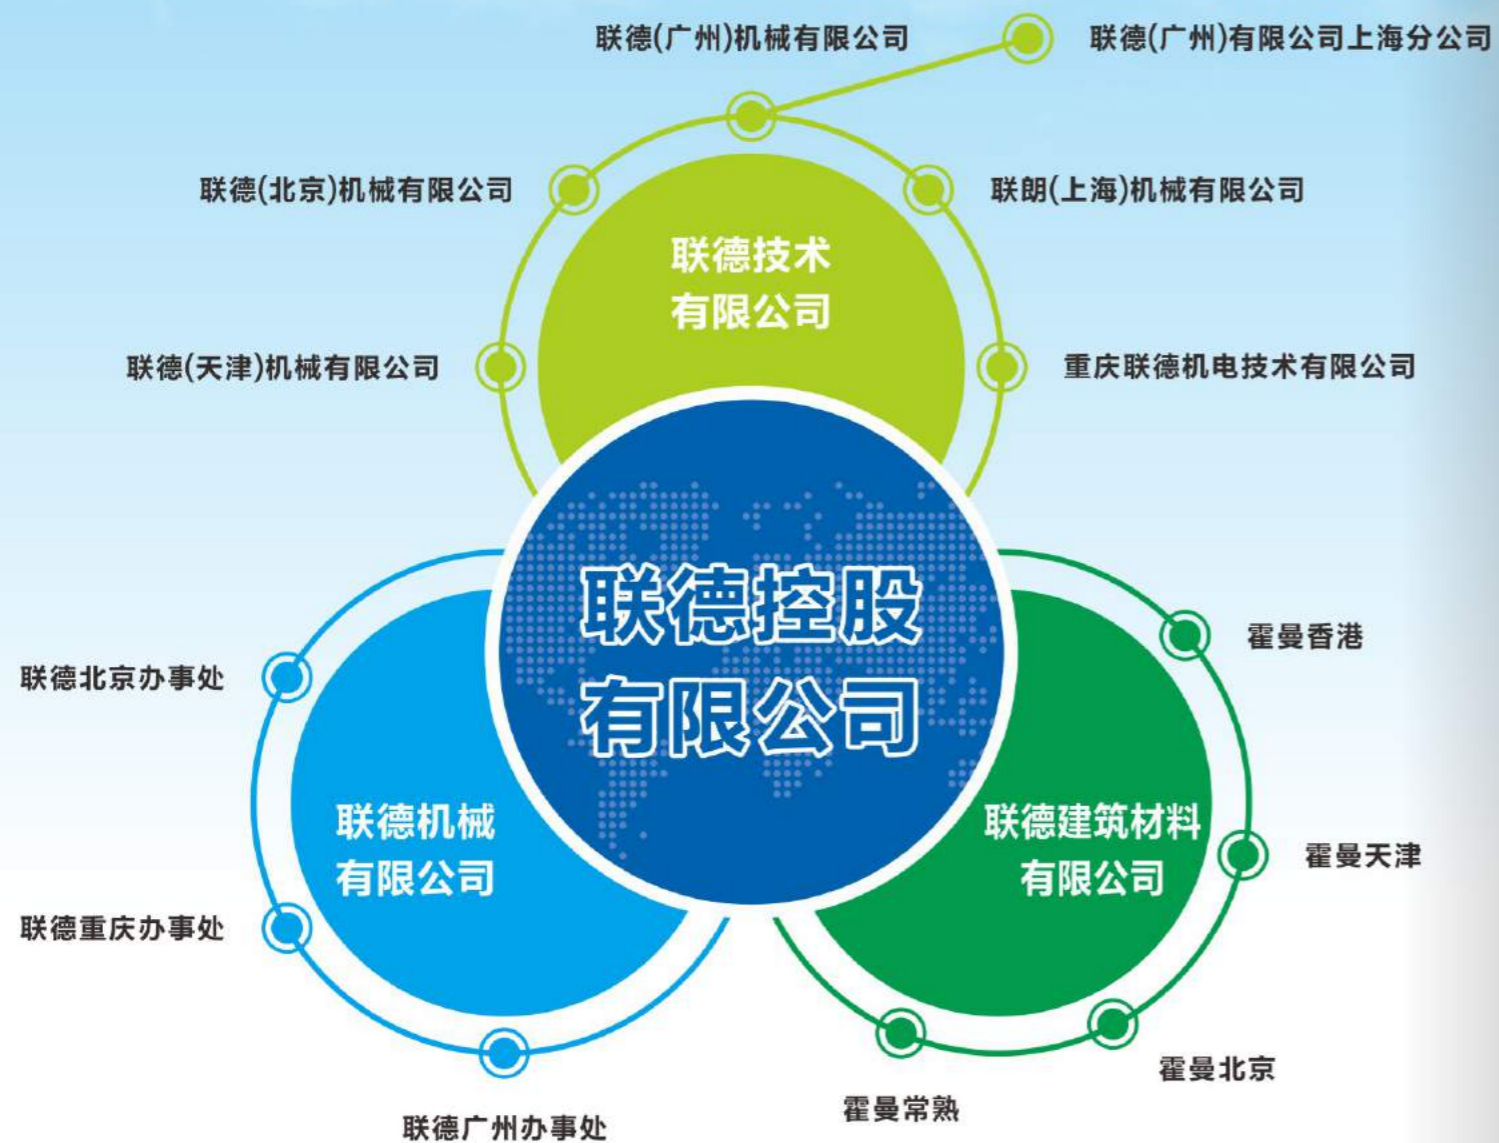 联德(广州)机械有限公司
联德(广州)有限公司上海分公司
联德(北京)机械有限公司
联朗(上海)机械有限公司
联德技术
有限公司
联德(天津)机械有限公司
重庆联德机电技术有限公司
联德控股
有限公司
霍曼香港
联德北京办事处
联德机械
有限公司
联德建筑材料
有限公司
霍曼天津
联德重庆办事处
霍曼北京
霍曼常熟
联德广州办事处